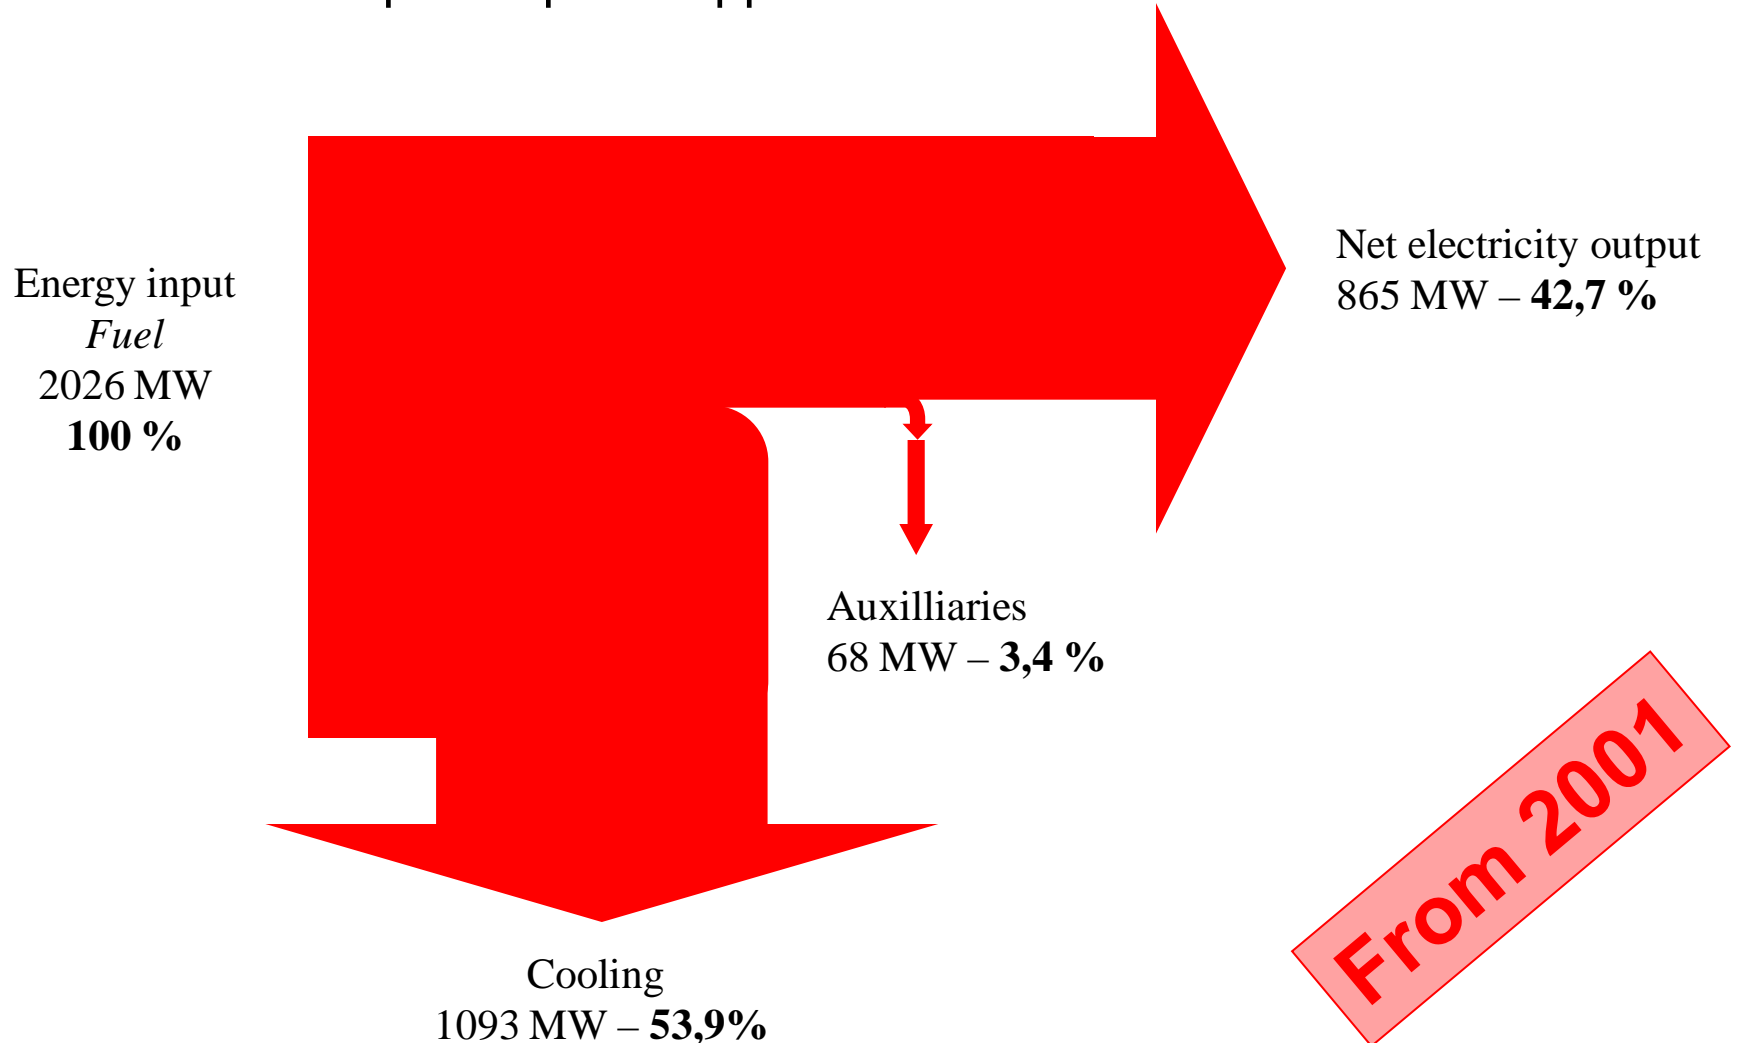 Energy input
Fuel
2026 MW
100 %
Net electricity output
865 MW – 42,7 %
Auxilliaries
68 MW – 3,4 %
From 2001
Cooling
1093 MW – 53,9%